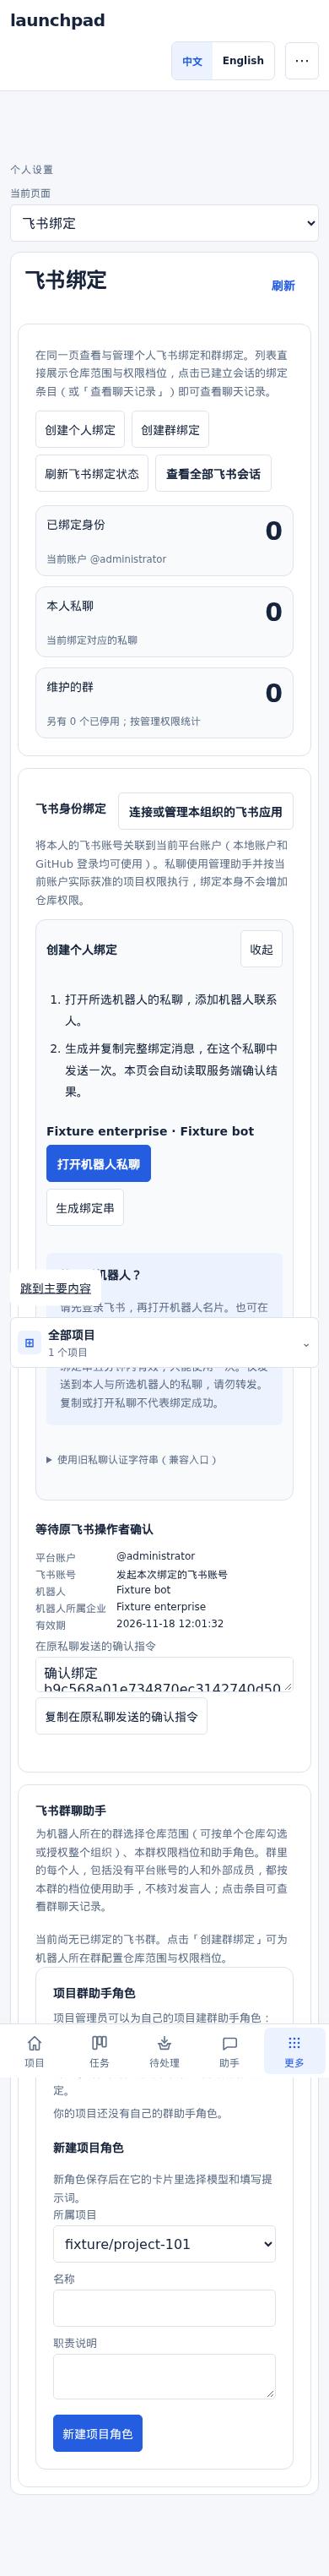 launchpad
中文 English ⋯
个人设置
当前页面
飞书绑定
飞书绑定
刷新
在同一页查看与管理个人飞书绑定和群绑定。列表直
接展示仓库范围与权限档位，点击已建立会话的绑定
条目（或「查看聊天记录」）即可查看聊天记录。
创建个人绑定 创建群绑定
刷新飞书绑定状态 查看全部飞书会话
已绑定身份 0
当前账户 @administrator
本人私聊 0
当前绑定对应的私聊
维护的群 0
另有 0 个已停用；按管理权限统计
飞书身份绑定 连接或管理本组织的飞书应用
将本人的飞书账号关联到当前平台账户（本地账户和
GitHub 登录均可使用）。私聊使用管理助手并按当
前账户实际获准的项目权限执行，绑定本身不会增加
仓库权限。
创建个人绑定 收起
1. 打开所选机器人的私聊，添加机器人联系
人。
2. 生成并复制完整绑定消息，在这个私聊中
发送一次。本页会自动读取服务端确认结
果。
Fixture enterprise · Fixture bot
打开机器人私聊
生成绑定串
机器人？
跳到主要内容
请先登录飞书，再打开机器人名片。也可在
全部项目
1 个项目
送到本人与所选机器人的私聊，请勿转发。
复制或打开私聊不代表绑定成功。
▶ 使用旧私聊认证字符串（兼容入口）
等待原飞书操作者确认
平台账户 @administrator
飞书账号 发起本次绑定的飞书账号
机器人 Fixture bot
机器人所属企业 Fixture enterprise
有效期 2026-11-18 12:01:32
在原私聊发送的确认指令
确认绑定
b9c568a01e734870ec3142740d50
复制在原私聊发送的确认指令
飞书群聊助手
为机器人所在的群选择仓库范围（可按单个仓库勾选
或授权整个组织）、本群权限档位和助手角色。群里
的每个人，包括没有平台账号的人和外部成员，都按
本群的档位使用助手，不核对发言人；点击条目可查
看群聊天记录。
当前尚无已绑定的飞书群。点击「创建群绑定」可为
机器人所在群配置仓库范围与权限档位。
项目群助手角色
项目管理员可以为自己的项目建群助手角色：
项目 任务 待处理 助手 更多
定。
你的项目还没有自己的群助手角色。
新建项目角色
新角色保存后在它的卡片里选择模型和填写提
示词。
所属项目
fixture/project-101
名称
职责说明
新建项目角色